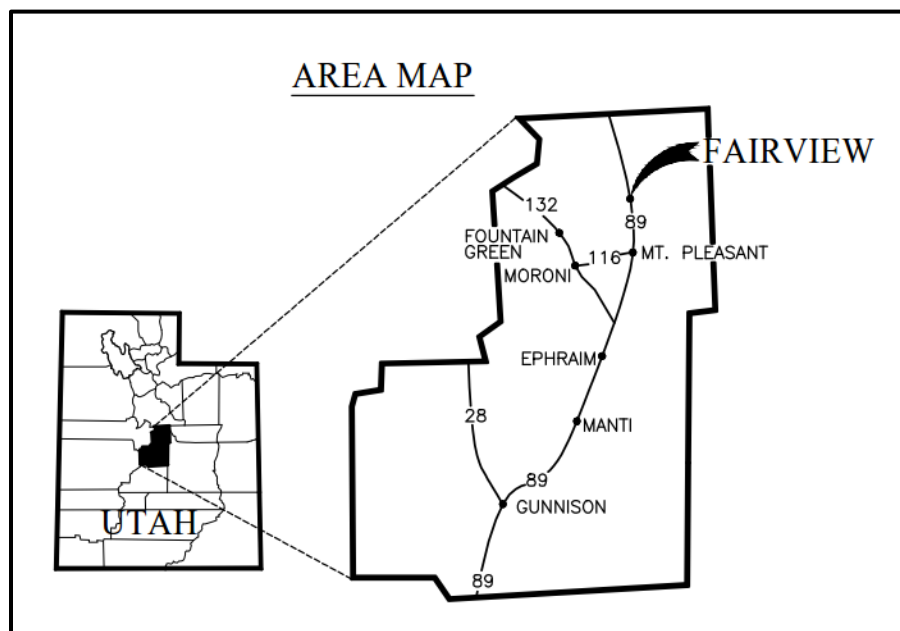 AREA MAP
FAIRVIEW
132
89
FOUNTAIN
GREEN
116
MT. PLEASANT
MORONI
EPHRAIM
28
MANTI
89
GUNNISON
UTAH
89